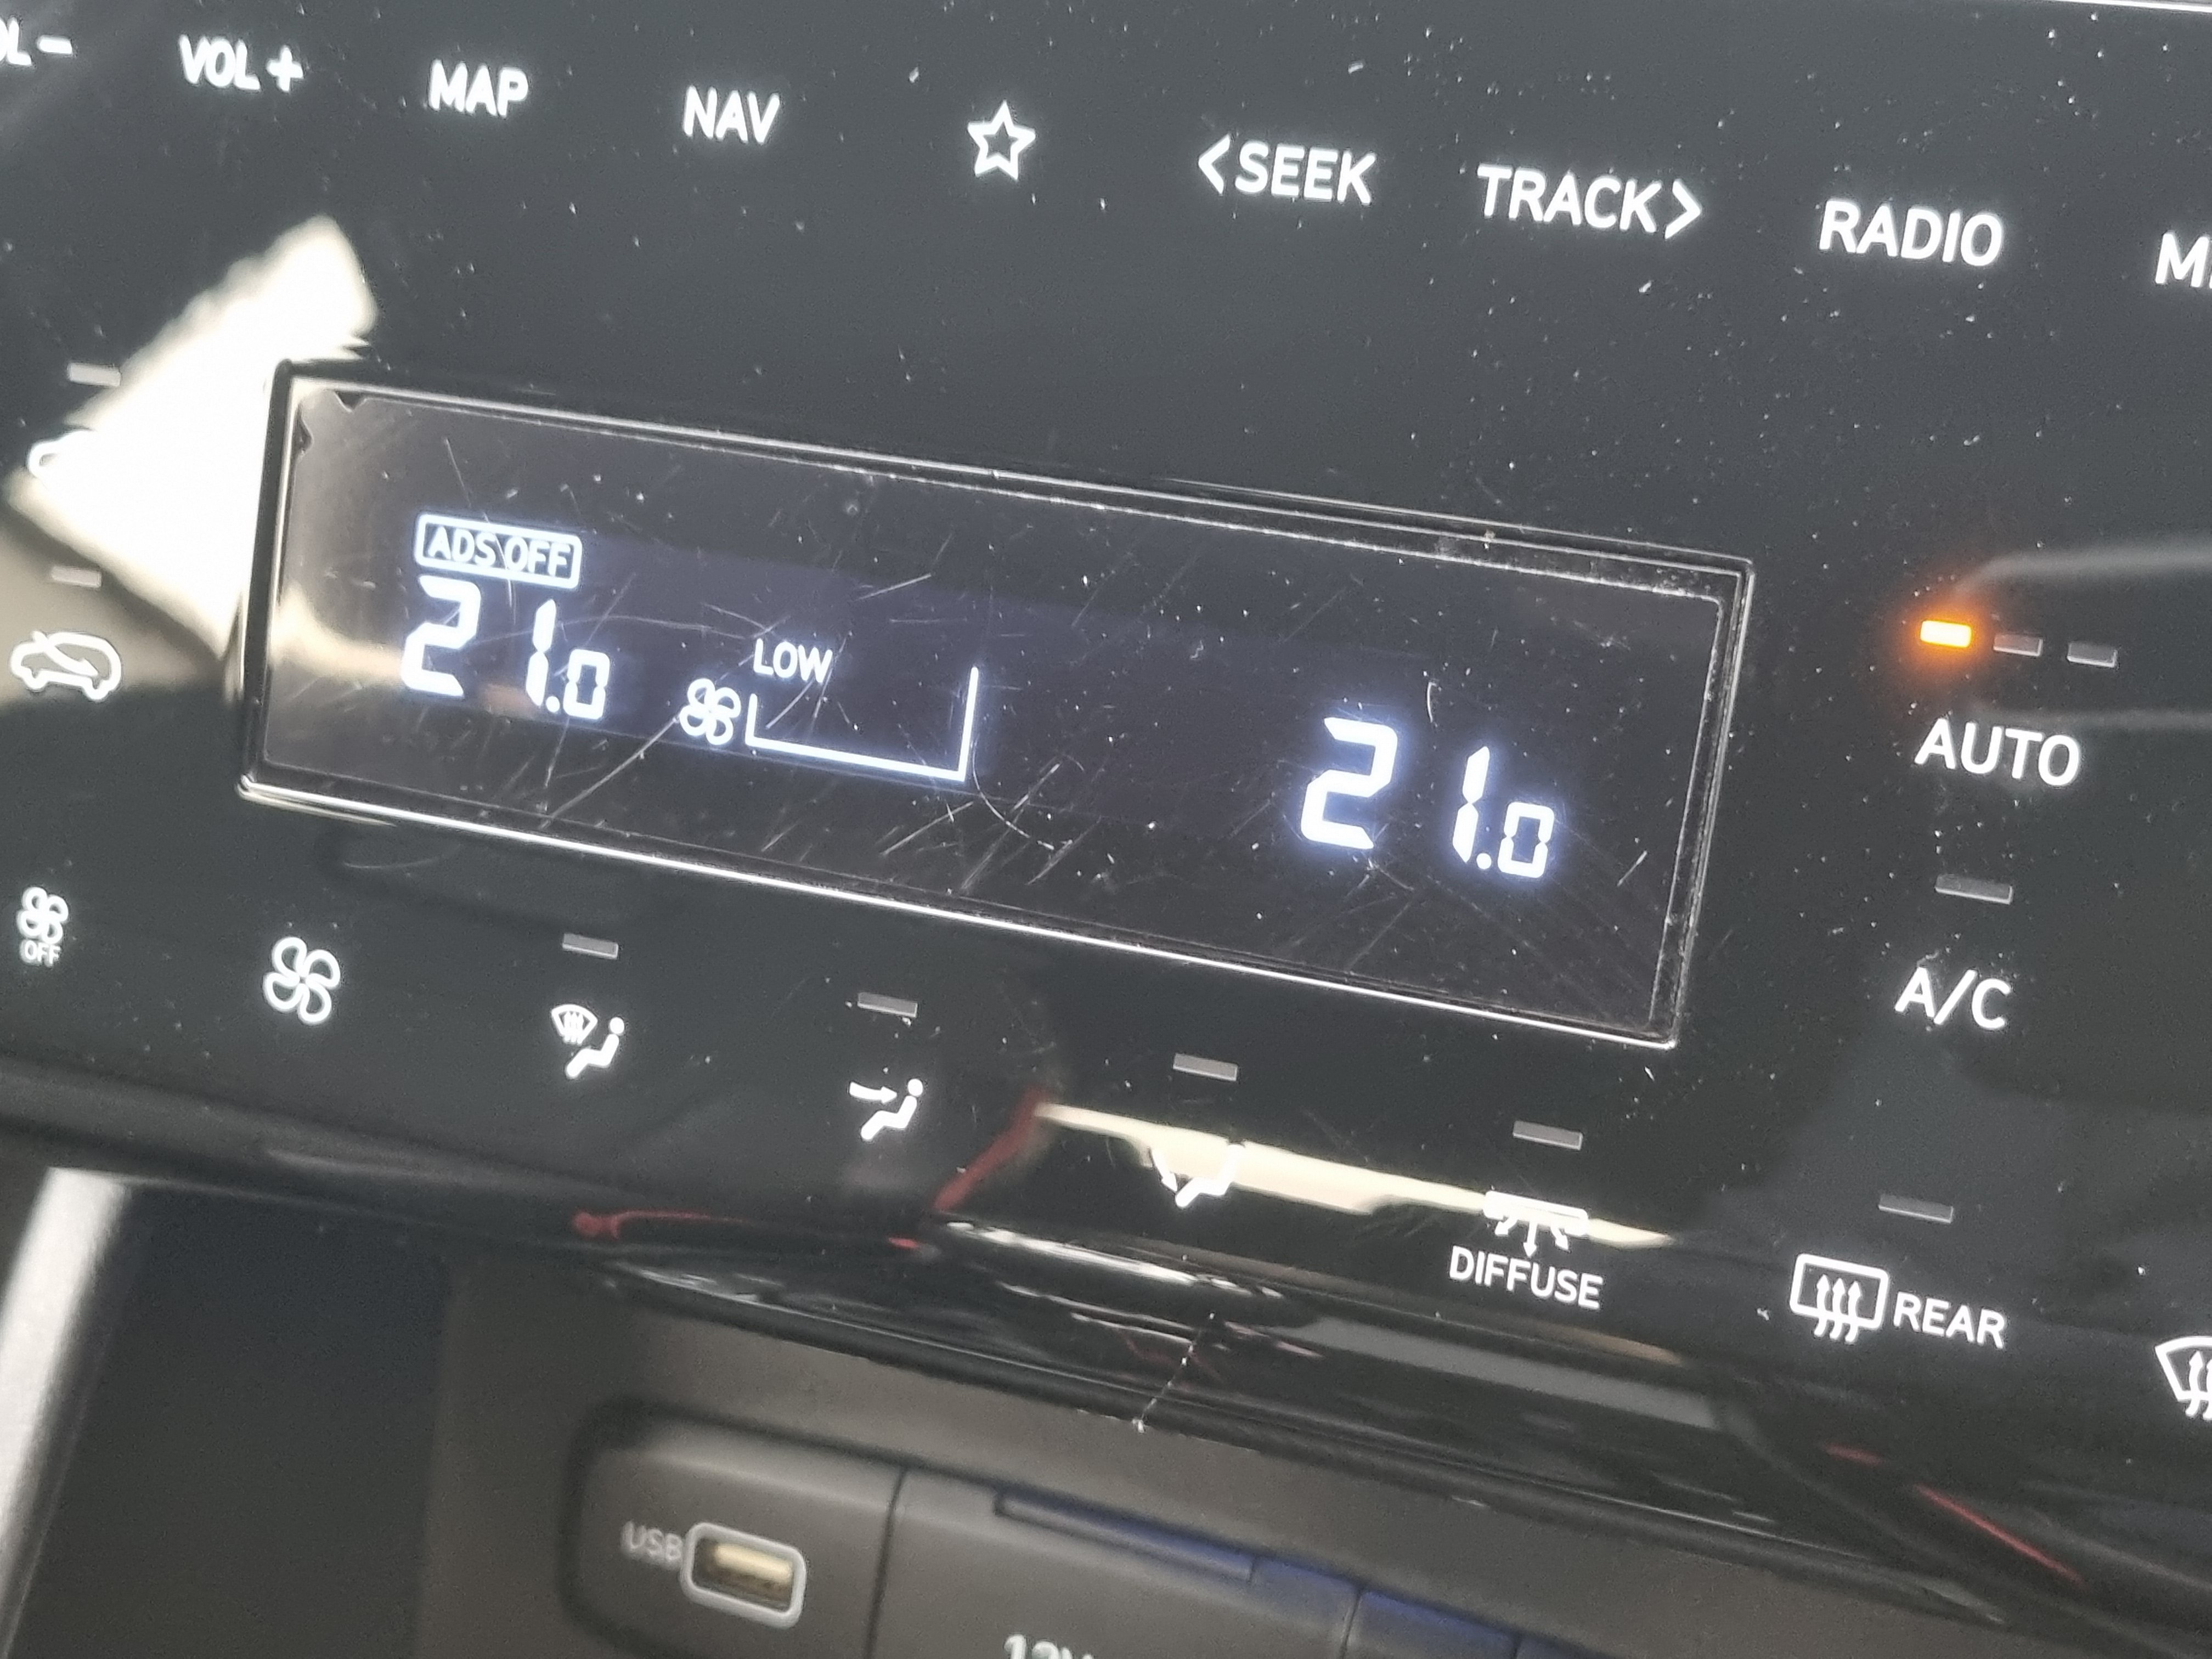 VOL+ MAP NAV <SEEK TRACK> RADIO
ADS OFF
21.0 LOW 21.0
AUTO
A/C
OFF
DIFFUSE
REAR
USB